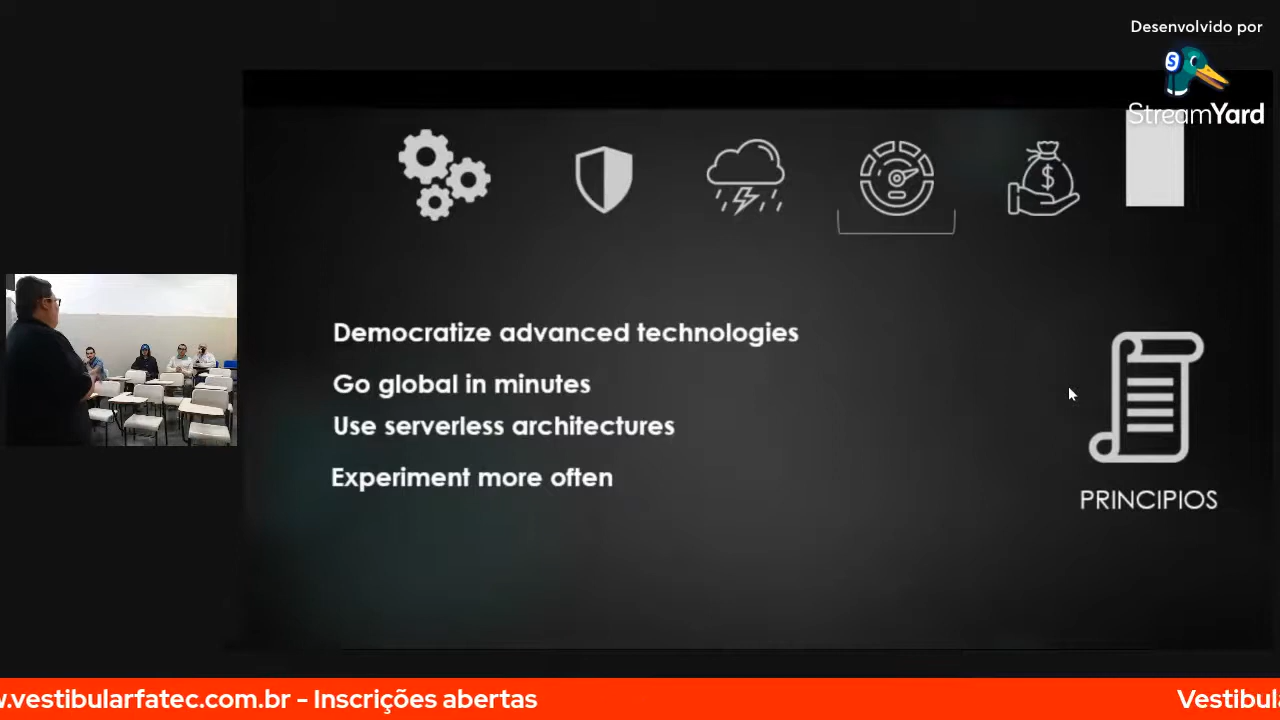 Desenvolvido por
StreamYard
Democratize advanced technologies
Go global in minutes
Use serverless architectures
Experiment more often
PRINCIPIOS
.vestibularfatec.com.br - Inscrições abertas